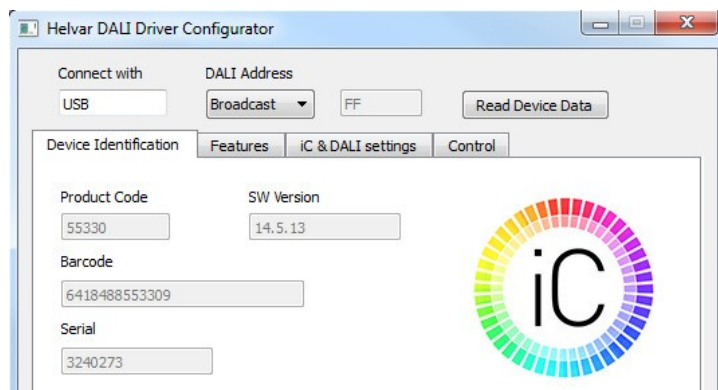 Helvar DALI Driver Configurator
Connect with DALI Address
USB Broadcast FF Read Device Data
Device Identification Features iC & DALI settings Control
Product Code SW Version
55330 14.5.13
Barcode
6418488553309
Serial
3240273
iC